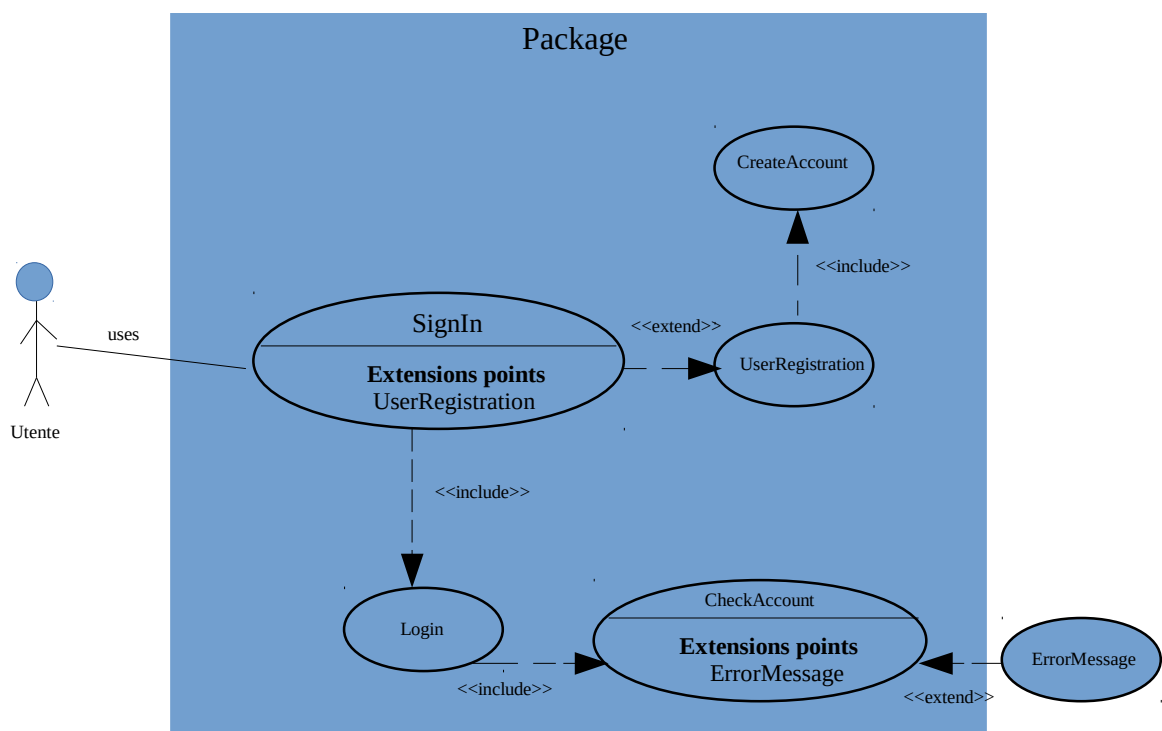 Package
CreateAccount
<<include>>
uses
SignIn
<<extend>>
Extensions points
UserRegistration
UserRegistration
Utente
<<include>>
Login
CheckAccount
Extensions points
ErrorMessage
<<include>>
ErrorMessage
<<extend>>